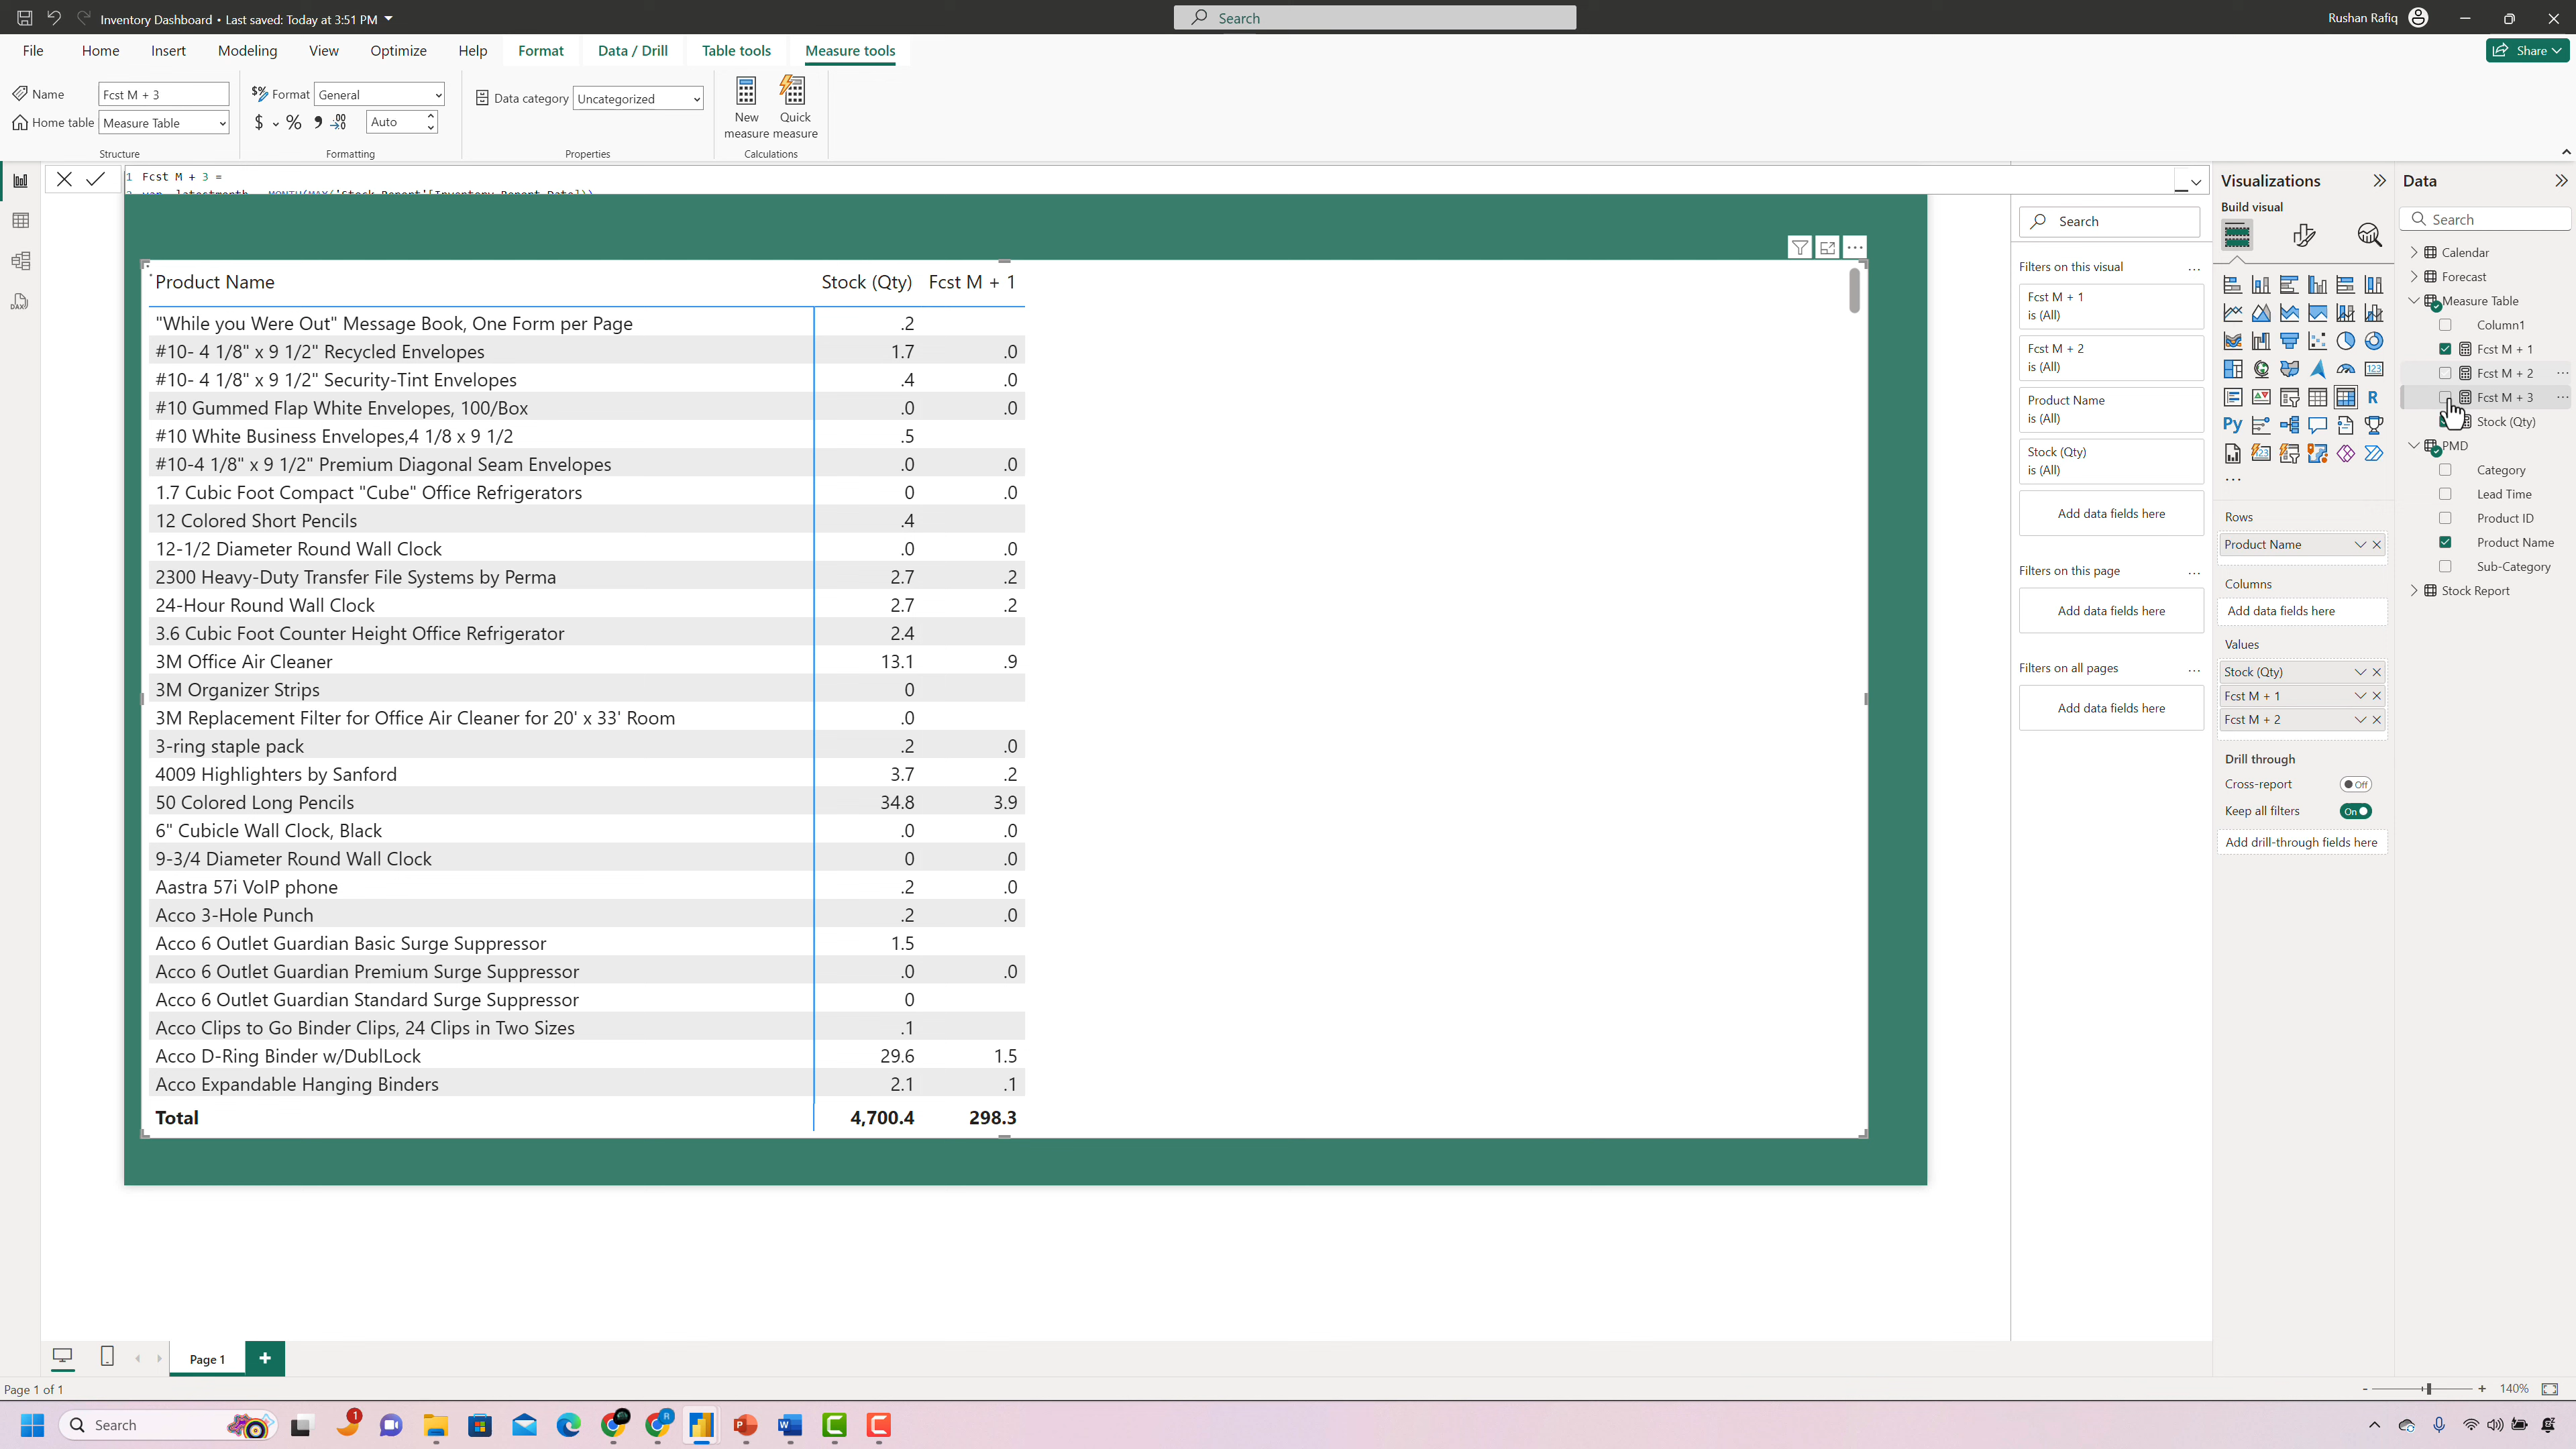 Inventory Dashboard • Last saved: Today at 3:51 PM
Search
Rushan Rafiq
File Home Insert Modeling View Optimize Help Format Data / Drill Table tools Measure tools
Share
Name Fcst M + 3
Home table Measure Table
Structure
$% Format General
$ % Auto
Formatting
Data category Uncategorized
Properties
New measure
Quick measure
Calculations
1 Fcst M + 3 =
Product Name Stock (Qty) Fcst M + 1
"While you Were Out" Message Book, One Form per Page .2
#10- 4 1/8" x 9 1/2" Recycled Envelopes 1.7 .0
#10- 4 1/8" x 9 1/2" Security-Tint Envelopes .4 .0
#10 Gummed Flap White Envelopes, 100/Box .0 .0
#10 White Business Envelopes,4 1/8 x 9 1/2 .5
#10-4 1/8" x 9 1/2" Premium Diagonal Seam Envelopes .0 .0
1.7 Cubic Foot Compact "Cube" Office Refrigerators 0 .0
12 Colored Short Pencils .4
12-1/2 Diameter Round Wall Clock .0 .0
2300 Heavy-Duty Transfer File Systems by Perma 2.7 .2
24-Hour Round Wall Clock 2.7 .2
3.6 Cubic Foot Counter Height Office Refrigerator 2.4
3M Office Air Cleaner 13.1 .9
3M Organizer Strips 0
3M Replacement Filter for Office Air Cleaner for 20' x 33' Room .0
3-ring staple pack .2 .0
4009 Highlighters by Sanford 3.7 .2
50 Colored Long Pencils 34.8 3.9
6" Cubicle Wall Clock, Black .0 .0
9-3/4 Diameter Round Wall Clock 0 .0
Aastra 57i VoIP phone .2 .0
Acco 3-Hole Punch .2 .0
Acco 6 Outlet Guardian Basic Surge Suppressor 1.5
Acco 6 Outlet Guardian Premium Surge Suppressor .0 .0
Acco 6 Outlet Guardian Standard Surge Suppressor 0
Acco Clips to Go Binder Clips, 24 Clips in Two Sizes .1
Acco D-Ring Binder w/DublLock 29.6 1.5
Acco Expandable Hanging Binders 2.1 .1
Total 4,700.4 298.3
Search
Filters on this visual
Fcst M + 1
is (All)
Fcst M + 2
is (All)
Product Name
is (All)
Stock (Qty)
is (All)
Add data fields here
Filters on this page
Add data fields here
Filters on all pages
Add data fields here
Visualizations
Build visual
Rows
Product Name
Columns
Add data fields here
Values
Stock (Qty)
Fcst M + 1
Fcst M + 2
Drill through
Cross-report Off
Keep all filters On
Add drill-through fields here
Data
Search
Calendar
Forecast
Measure Table
Column1
Fcst M + 1
Fcst M + 2
Fcst M + 3
Stock (Qty)
PMD
Category
Lead Time
Product ID
Product Name
Sub-Category
Stock Report
Page 1
Page 1 of 1
140%
Search